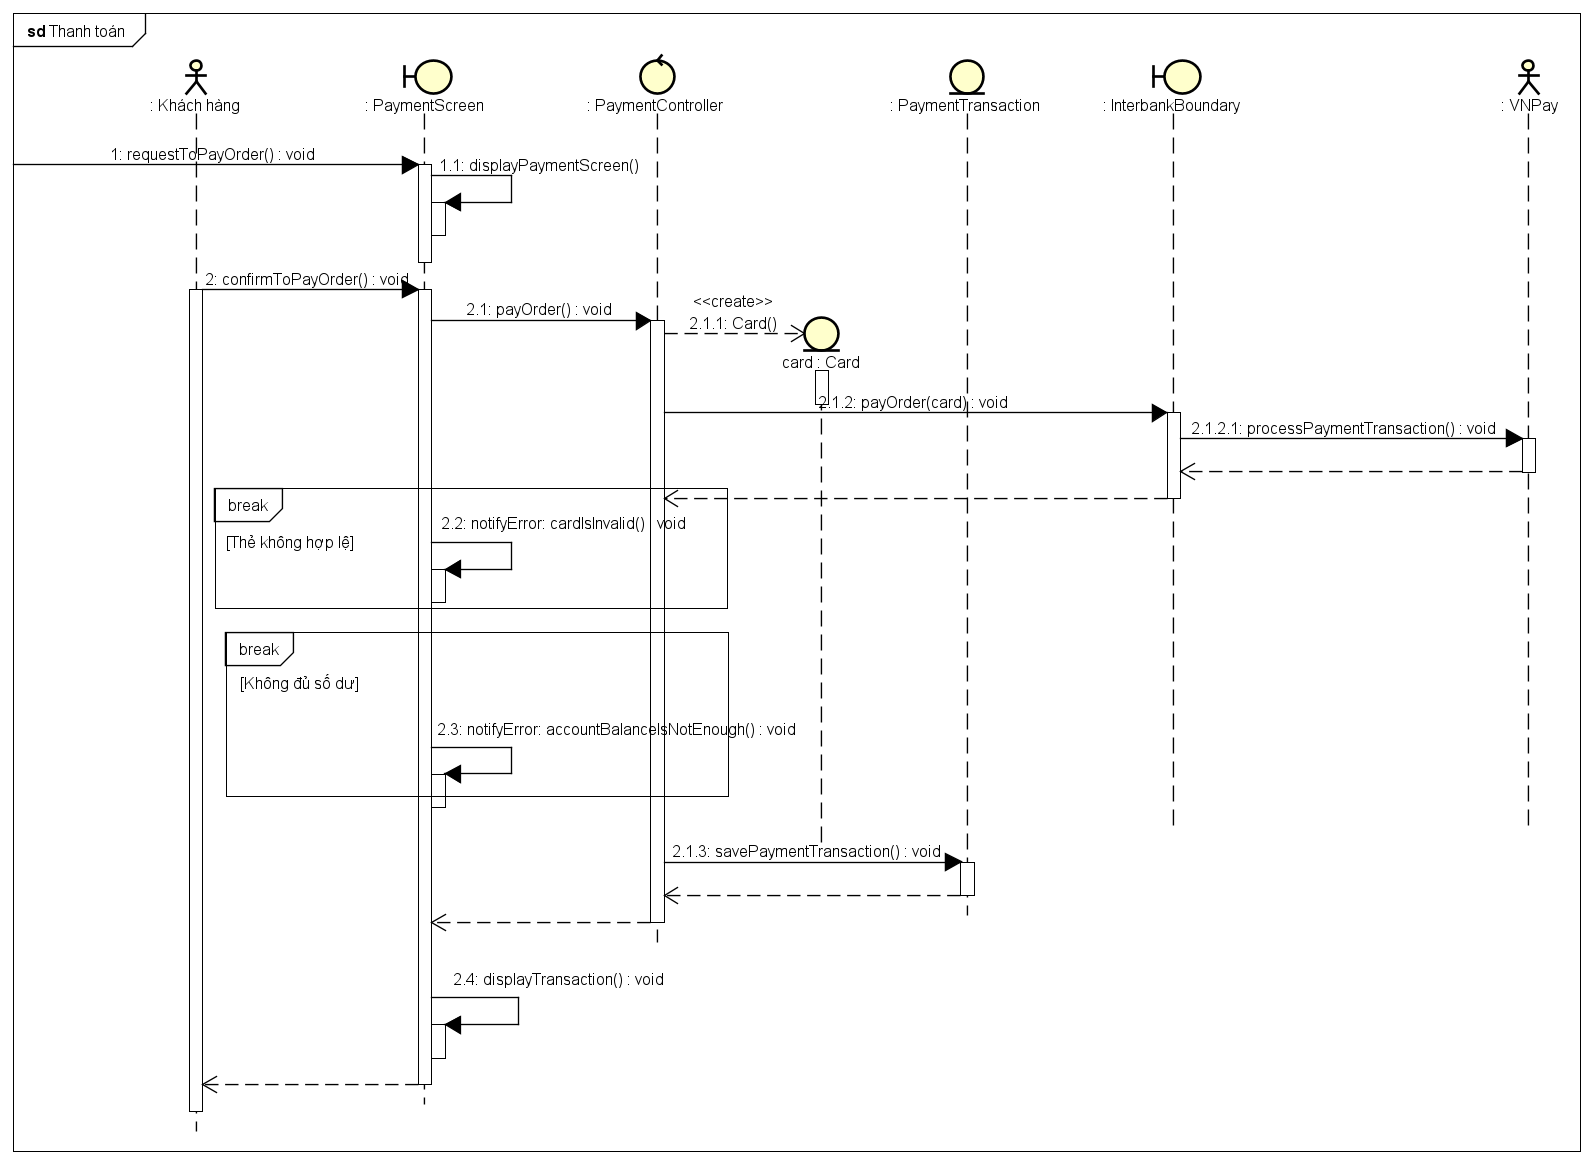 sd Thanh toán
: Khách hàng
: PaymentScreen
: PaymentController
: PaymentTransaction
: InterbankBoundary
: VNPay
1: requestToPayOrder() : void
1.1: displayPaymentScreen()
2: confirmToPayOrder() : void
2.1: payOrder() : void
<<create>>
2.1.1: Card()
card : Card
2.1.2: payOrder(card) : void
2.1.2.1: processPaymentTransaction() : void
break
[Thẻ không hợp lệ]
2.2: notifyError: cardIsInvalid() : void
break
[Không đủ số dư]
2.3: notifyError: accountBalanceIsNotEnough() : void
2.1.3: savePaymentTransaction() : void
2.4: displayTransaction() : void